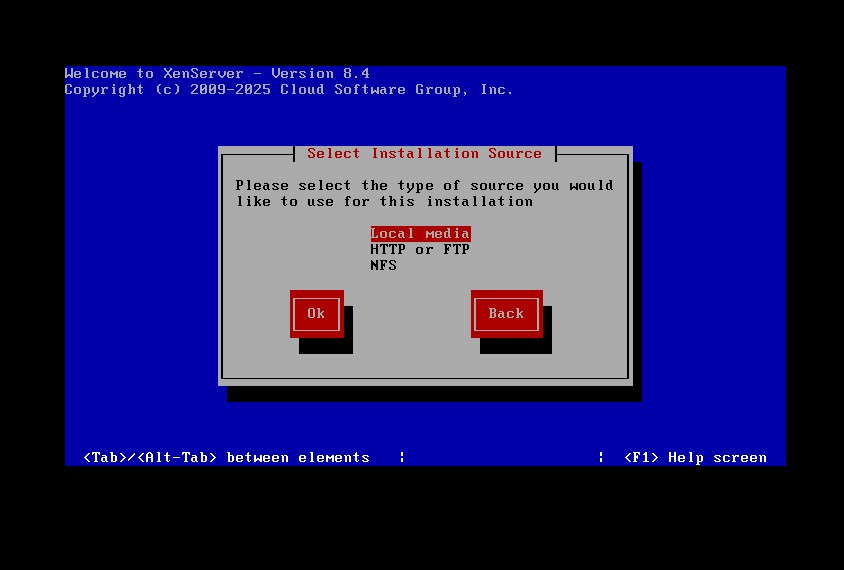 Welcome to XenServer - Version 8.4
Copyright (c) 2009-2025 Cloud Software Group, Inc.
Select Installation Source
Please select the type of source you would
like to use for this installation
Local media
HTTP or FTP
NFS
Ok Back
<Tab>/<Alt-Tab> between elements ¦ ¦ <F1> Help screen